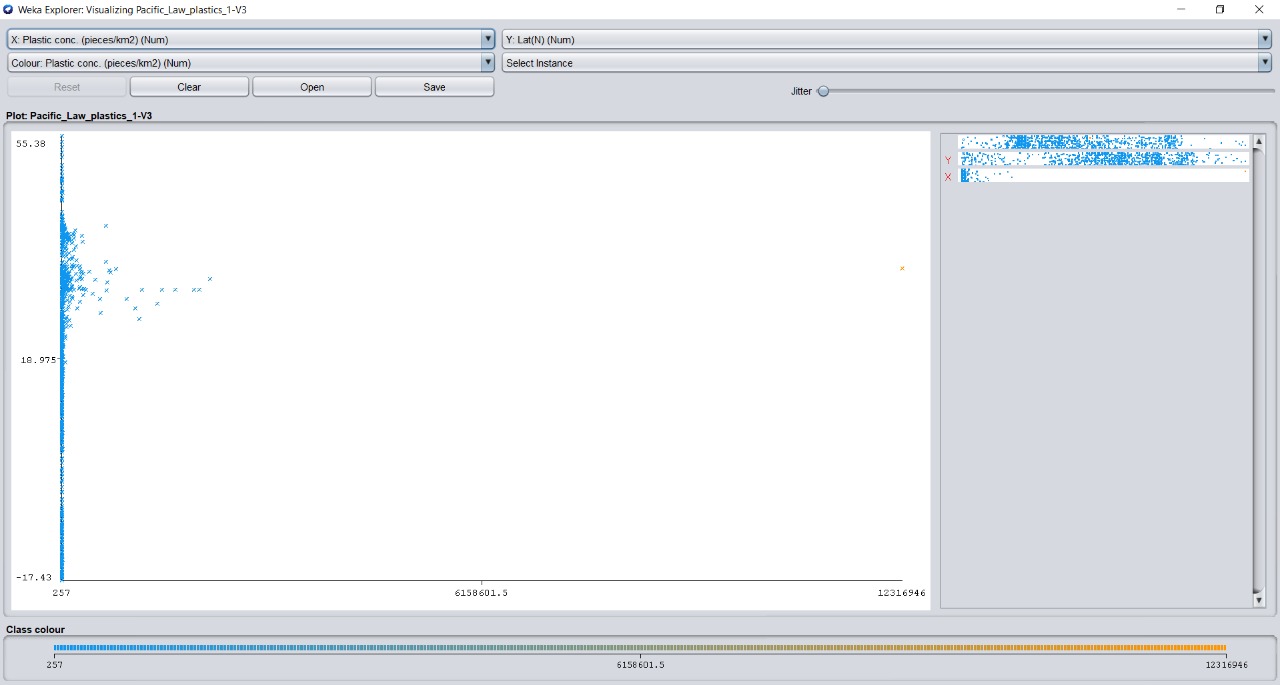 Weka Explorer: Visualizing Pacific_Law_plastics_1-V3
X: Plastic conc. (pieces/km2) (Num)
Y: Lat(N) (Num)
Colour: Plastic conc. (pieces/km2) (Num)
Select Instance
Reset
Clear
Open
Save
Jitter
Plot: Pacific_Law_plastics_1-V3
55.38
18.975
-17.43
257
6158601.5
12316946
Y
X
Class colour
257
6158601.5
12316946